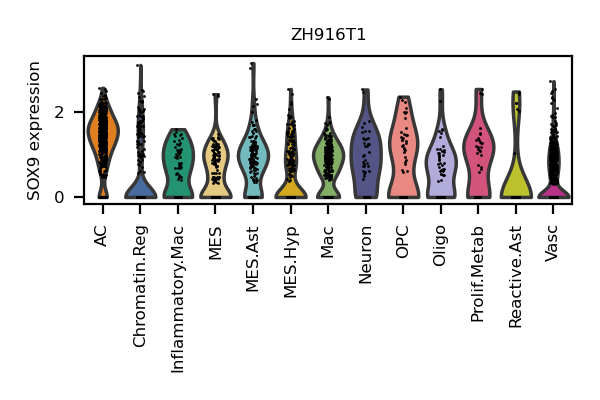 ZH916T1
SOX9 expression
2
0
AC
Chromatin.Reg
Inflammatory.Mac
MES
MES.Ast
MES.Hyp
Mac
Neuron
OPC
Oligo
Prolif.Metab
Reactive.Ast
Vasc